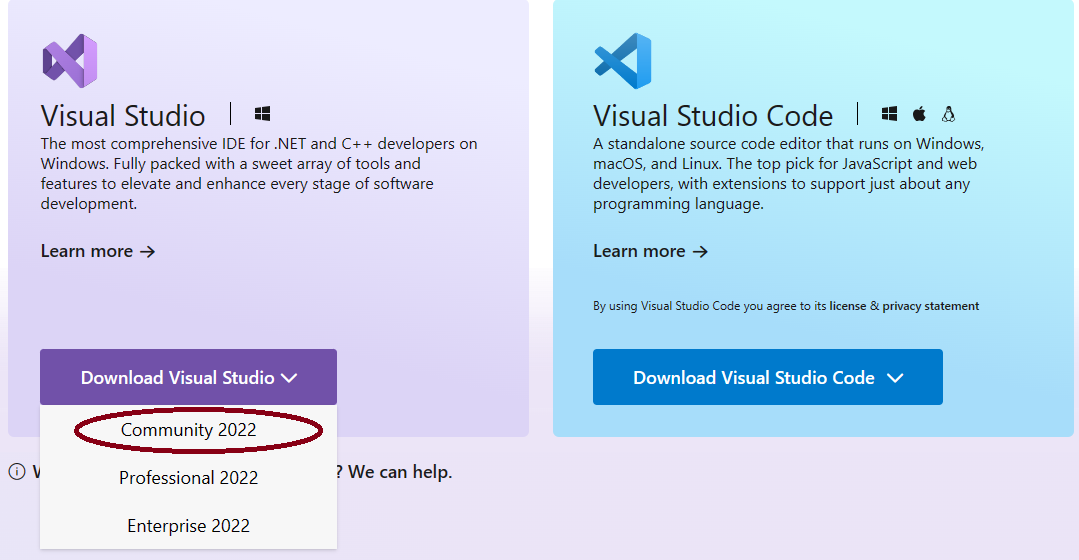 Visual Studio
The most comprehensive IDE for .NET and C++ developers on
Windows. Fully packed with a sweet array of tools and
features to elevate and enhance every stage of software
development.
Learn more →
Download Visual Studio
Community 2022
Professional 2022
Enterprise 2022
? We can help.
Visual Studio Code
A standalone source code editor that runs on Windows,
macOS, and Linux. The top pick for JavaScript and web
developers, with extensions to support just about any
programming language.
Learn more →
By using Visual Studio Code you agree to its license & privacy statement
Download Visual Studio Code